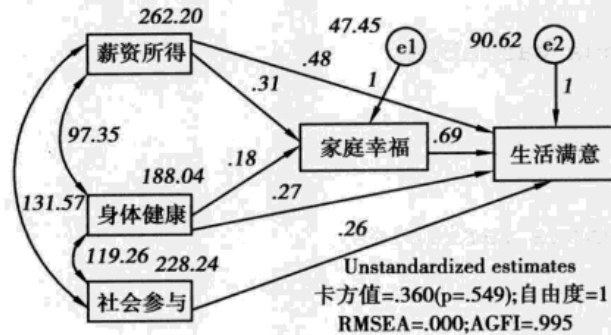 262.20
薪资所得
47.45
e1
90.62
e2
.48
1
1
.31
97.35
家庭幸福
.69
生活满意
.18
188.04
131.57
身体健康
.27
.26
119.26
228.24
社会参与
Unstandardized estimates
卡方值=.360(p=.549);自由度=1
RMSEA=.000;AGFI=.995